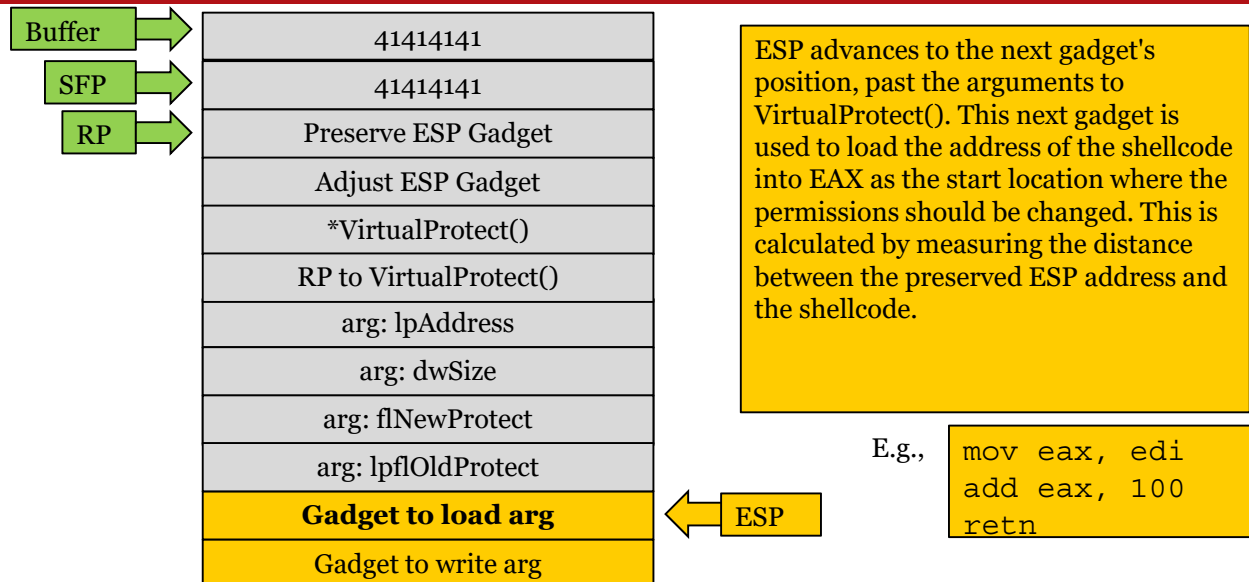 Buffer
41414141
SFP
41414141
RP
Preserve ESP Gadget
Adjust ESP Gadget
*VirtualProtect()
RP to VirtualProtect()
arg: lpAddress
arg: dwSize
arg: flNewProtect
arg: lpflOldProtect
Gadget to load arg
ESP
Gadget to write arg
ESP advances to the next gadget's
position, past the arguments to
VirtualProtect(). This next gadget is
used to load the address of the shellcode
into EAX as the start location where the
permissions should be changed. This is
calculated by measuring the distance
between the preserved ESP address and
the shellcode.
E.g.,
mov eax, edi
add eax, 100
retn